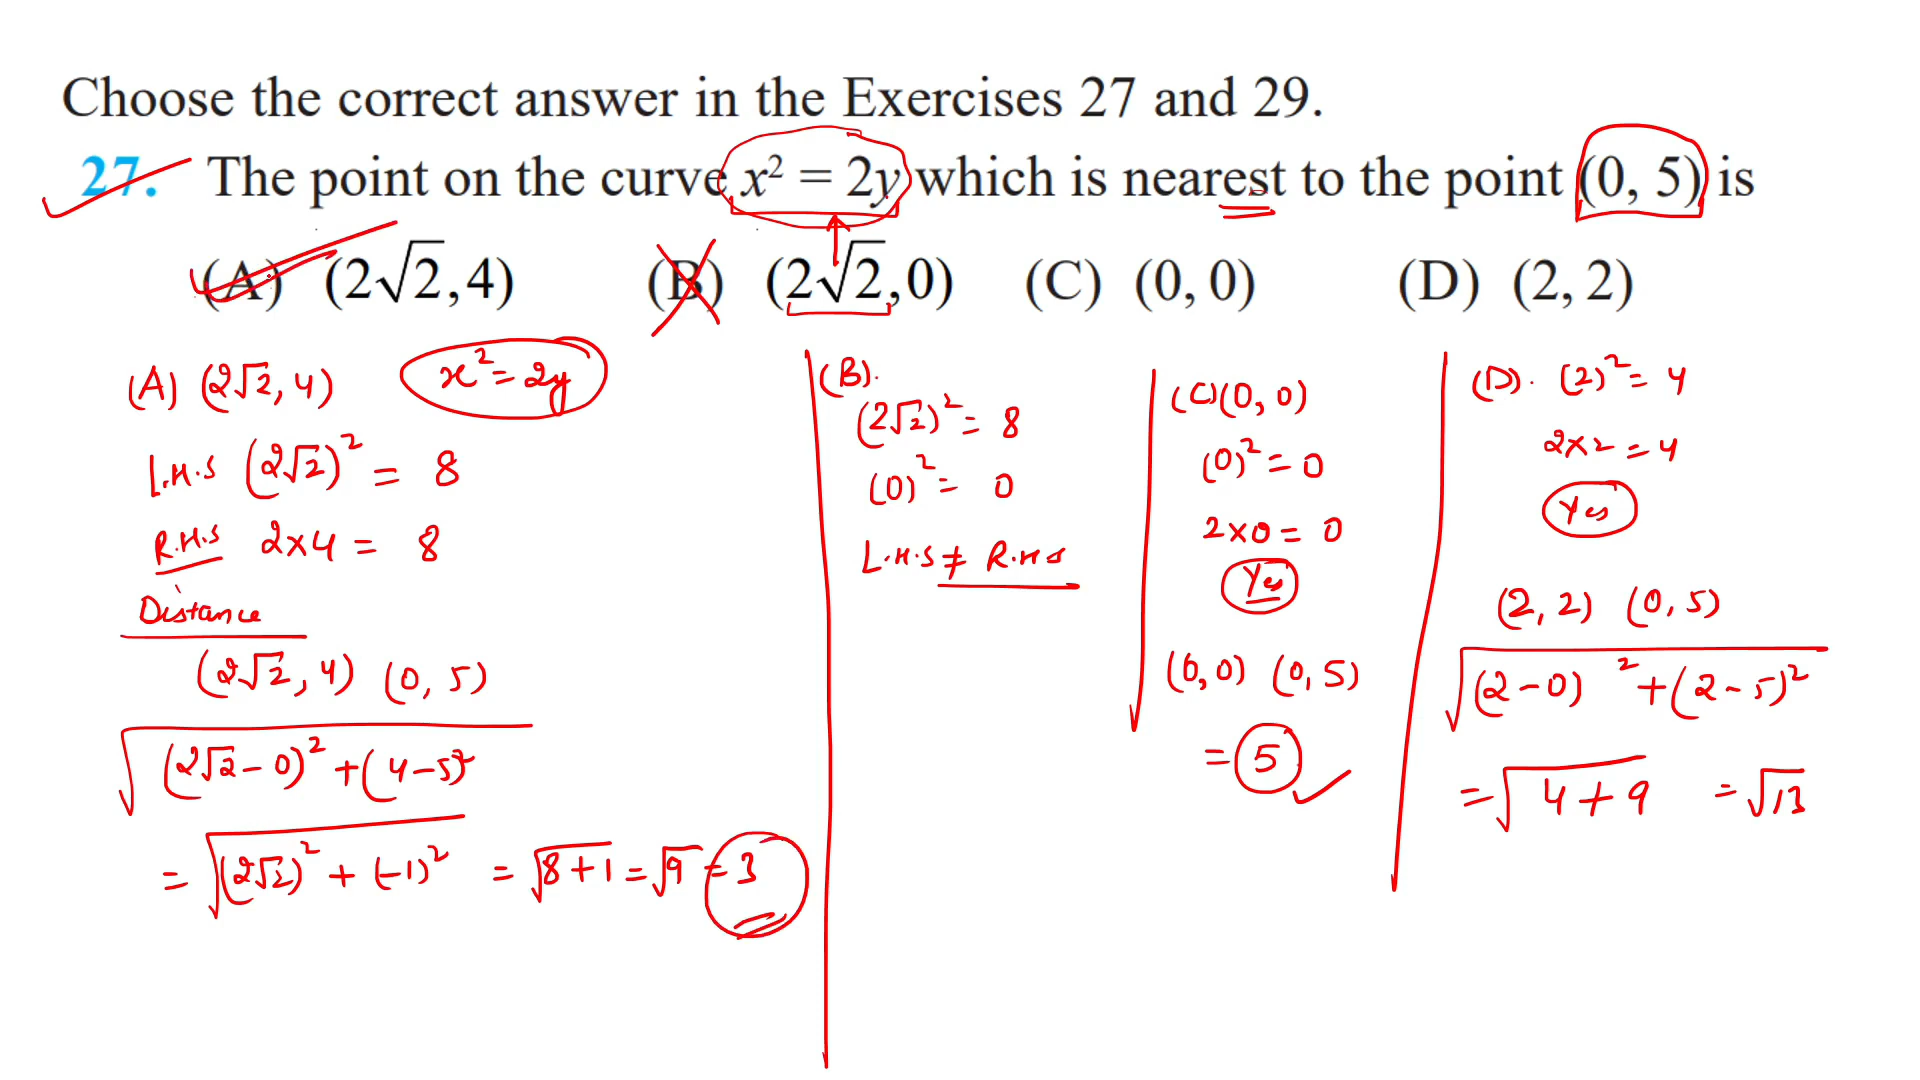 Choose the correct answer in the Exercises 27 and 29.
27. The point on the curve x² = 2y which is nearest to the point (0, 5) is
(A) (2√2,4) (B) (2√2,0) (C) (0, 0) (D) (2, 2)
(A) (2√2, 4) x² = 2y
L.H.S (2√2)² = 8
R.H.S 2×4 = 8
Distance
(2√2, 4) (0, 5)
√((2√2-0)² + (4-5)²
= √((2√2)² + (-1)²) = √(8+1) = √9 = 3
(B).
(2√2)² = 8
(0)² = 0
L.H.S ≠ R.H.S
(C) (0, 0)
(0)² = 0
2×0 = 0
Yes
(0,0) (0,5)
= 5
(D). (2)² = 4
2×2 = 4
Yes
(2, 2) (0, 5)
√((2-0)² + (2-5)²)
= √(4+9) = √13